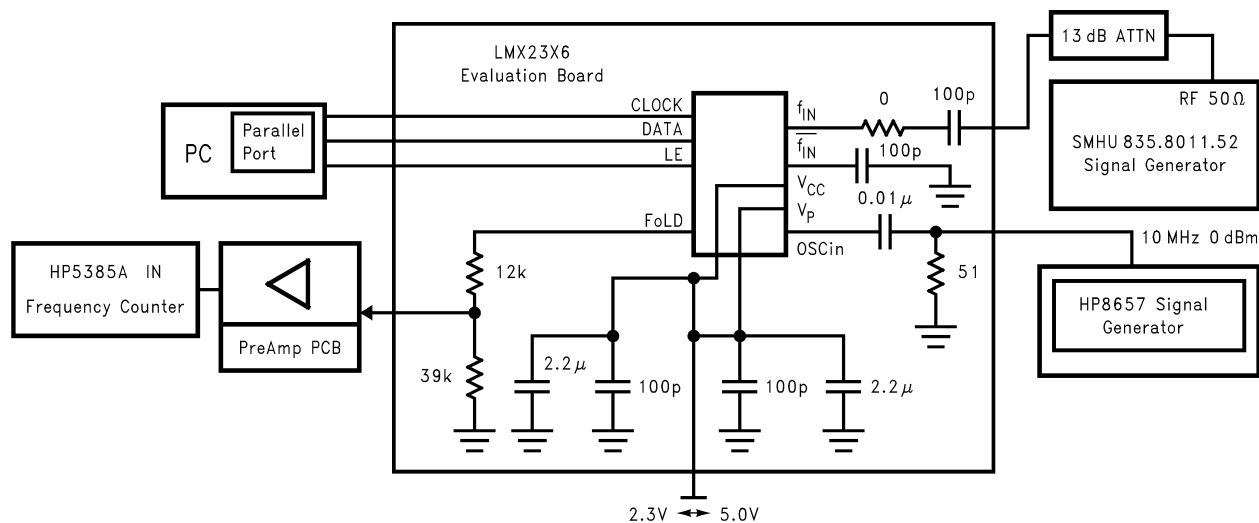 LMX23X6
Evaluation Board
13 dB ATTN
RF 50Ω
SMHU 835.8011.52
Signal Generator
PC
Parallel
Port
CLOCK
DATA
LE
FoLD
f_IN
f̅_IN
V_CC
V_P
OSCin
0
100p
100p
0.01μ
51
10 MHz 0 dBm
HP8657 Signal
Generator
HP5385A IN
Frequency Counter
PreAmp PCB
12k
39k
2.2μ
100p
100p
2.2μ
2.3V ↔ 5.0V